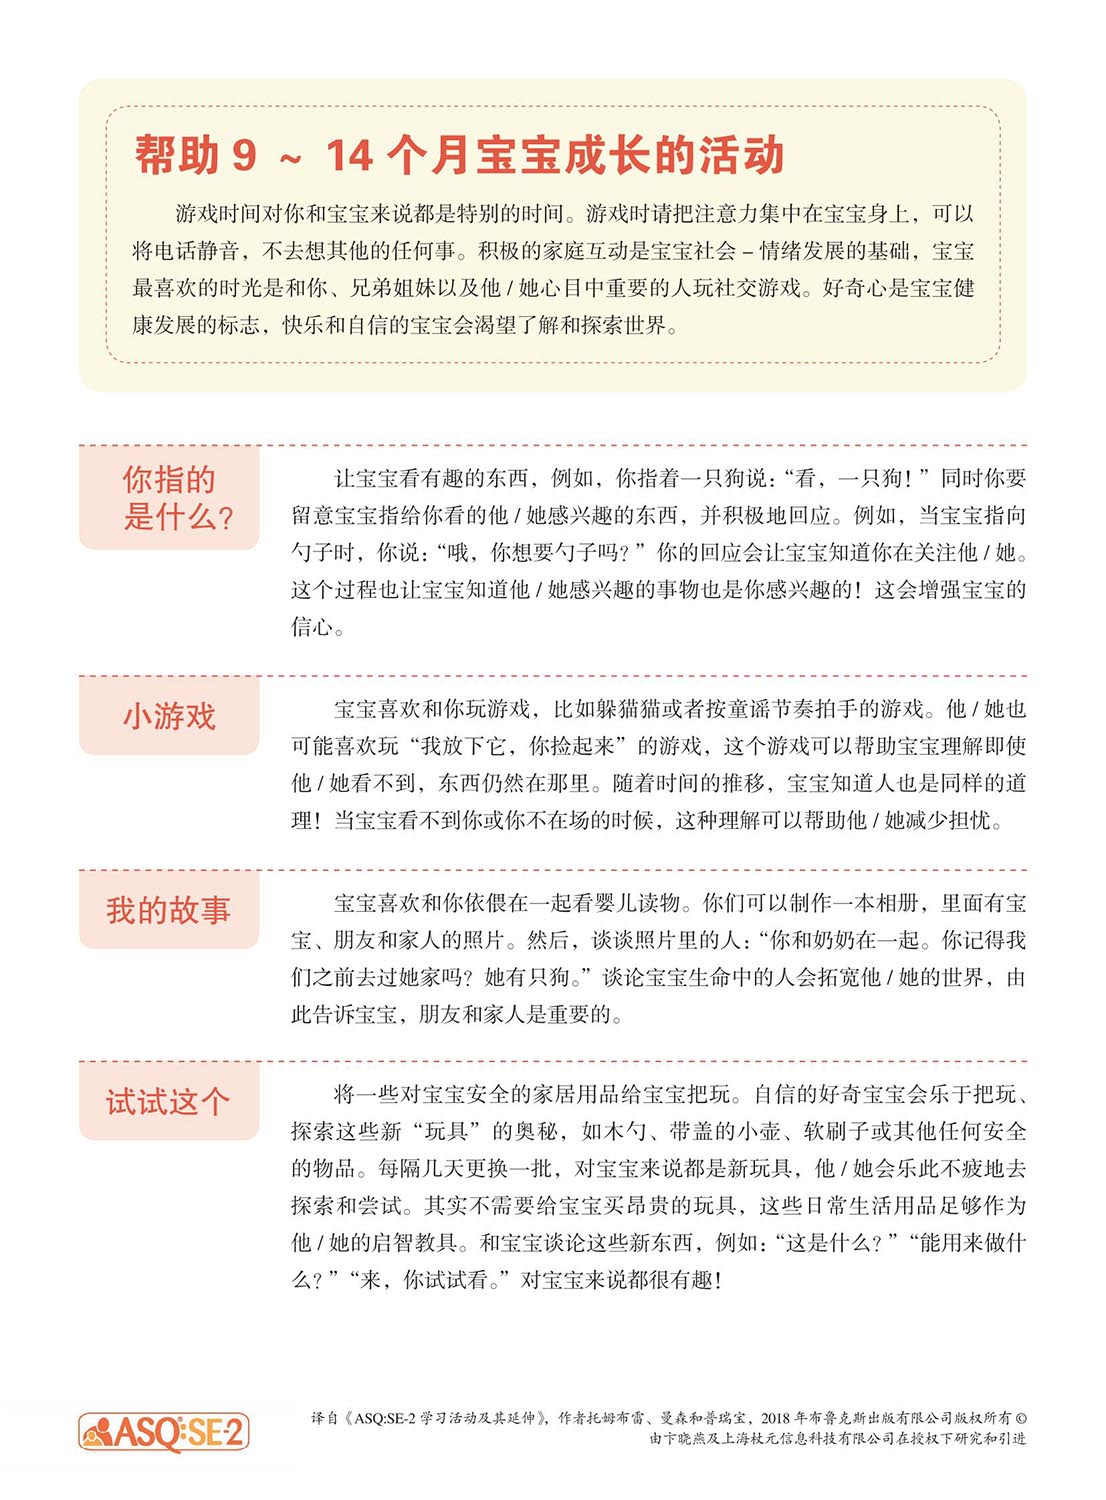 帮助 9 ~ 14 个月宝宝成长的活动
游戏时间对你和宝宝来说都是特别的时间。游戏时请把注意力集中在宝宝身上，可以
将电话静音，不去想其他的任何事。积极的家庭互动是宝宝社会 – 情绪发展的基础，宝宝
最喜欢的时光是和你、兄弟姐妹以及他 / 她心目中重要的人玩社交游戏。好奇心是宝宝健
康发展的标志，快乐和自信的宝宝会渴望了解和探索世界。
你指的
是什么？
让宝宝看有趣的东西，例如，你指着一只狗说：“看，一只狗！” 同时你要
留意宝宝指给你看的他 / 她感兴趣的东西，并积极地回应。例如，当宝宝指向
勺子时，你说：“哦，你想要勺子吗？” 你的回应会让宝宝知道你在关注他 / 她。
这个过程也让宝宝知道他 / 她感兴趣的事物也是你感兴趣的！这会增强宝宝的
信心。
小游戏
宝宝喜欢和你玩游戏，比如躲猫猫或者按童谣节奏拍手的游戏。他 / 她也
可能喜欢玩 “我放下它，你捡起来” 的游戏，这个游戏可以帮助宝宝理解即使
他 / 她看不到，东西仍然在那里。随着时间的推移，宝宝知道人也是同样的道
理！当宝宝看不到你或你不在场的时候，这种理解可以帮助他 / 她减少担忧。
我的故事
宝宝喜欢和你依偎在一起看婴儿读物。你们可以制作一本相册，里面有宝
宝、朋友和家人的照片。然后，谈谈照片里的人：“你和奶奶在一起。你记得我
们之前去过她家吗？她有只狗。” 谈论宝宝生命中的人会拓宽他 / 她的世界，由
此告诉宝宝，朋友和家人是重要的。
试试这个
将一些对宝宝安全的家居用品给宝宝把玩。自信的好奇宝宝会乐于把玩、
探索这些新 “玩具” 的奥秘，如木勺、带盖的小壶、软刷子或其他任何安全
的物品。每隔几天更换一批，对宝宝来说都是新玩具，他 / 她会乐此不疲地去
探索和尝试。其实不需要给宝宝买昂贵的玩具，这些日常生活用品足够作为
他 / 她的启智教具。和宝宝谈论这些新东西，例如：“这是什么？” “能用来做什
么？” “来，你试试看。” 对宝宝来说都很有趣！
ASQ:SE-2
译自《ASQ:SE-2 学习活动及其延伸》，作者托姆布雷、曼森和普瑞宝，2018 年布鲁克斯出版有限公司版权所有 ©
由卞晓燕及上海杖元信息科技有限公司在授权下研究和引进